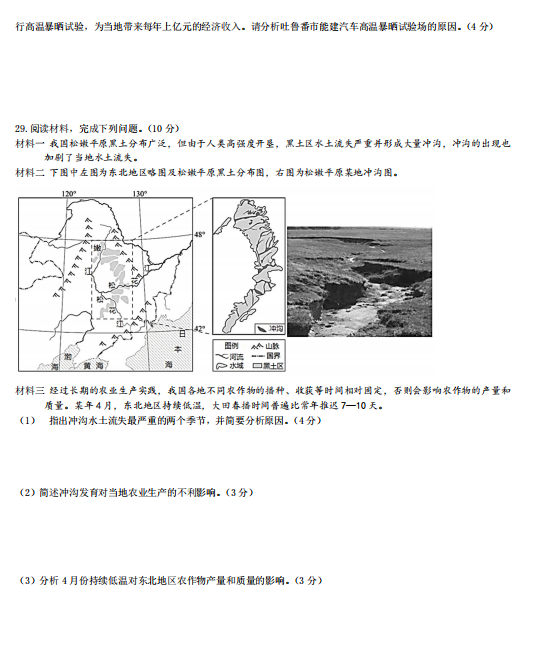 行高温暴晒试验，为当地带来每年上亿元的经济收入。请分析吐鲁番市能建汽车高温暴晒试验场的原因。（4 分）
29.阅读材料，完成下列问题。（10 分）
材料一 我国松嫩平原黑土分布广泛，但由于人类高强度开垦，黑土区水土流失严重并形成大量冲沟，冲沟的出现也
加剧了当地水土流失。
材料二 下图中左图为东北地区略图及松嫩平原黑土分布图，右图为松嫩平原某地冲沟图。
120° 130°
48°
嫩
江
松
花
江
42°
日
本
海
渤
海 黄 海
冲沟
图例 山脉
河流 国界
水域 黑土区
材料三 经过长期的农业生产实践，我国各地不同农作物的播种、收获等时间相对固定，否则会影响农作物的产量和
质量。某年 4 月，东北地区持续低温，大田春播时间普遍比常年推迟 7—10 天。
（1） 指出冲沟水土流失最严重的两个季节，并简要分析原因。（4 分）
（2）简述冲沟发育对当地农业生产的不利影响。（3 分）
（3）分析 4 月份持续低温对东北地区农作物产量和质量的影响。（3 分）